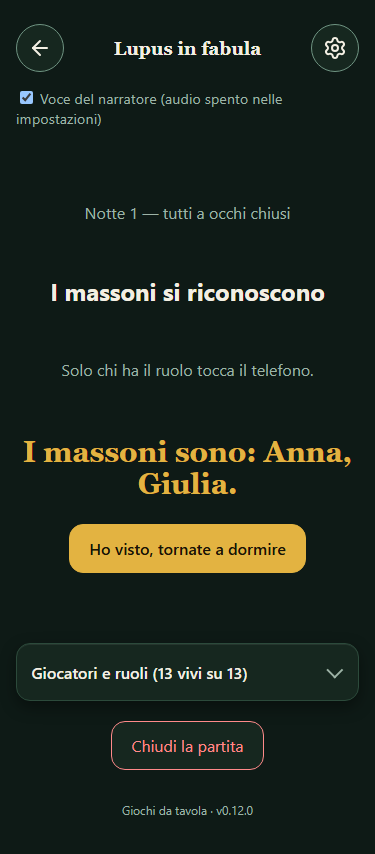 Lupus in fabula
Voce del narratore (audio spento nelle
impostazioni)
Notte 1 — tutti a occhi chiusi
I massoni si riconoscono
Solo chi ha il ruolo tocca il telefono.
I massoni sono: Anna,
Giulia.
Ho visto, tornate a dormire
Giocatori e ruoli (13 vivi su 13)
Chiudi la partita
Giochi da tavola · v0.12.0